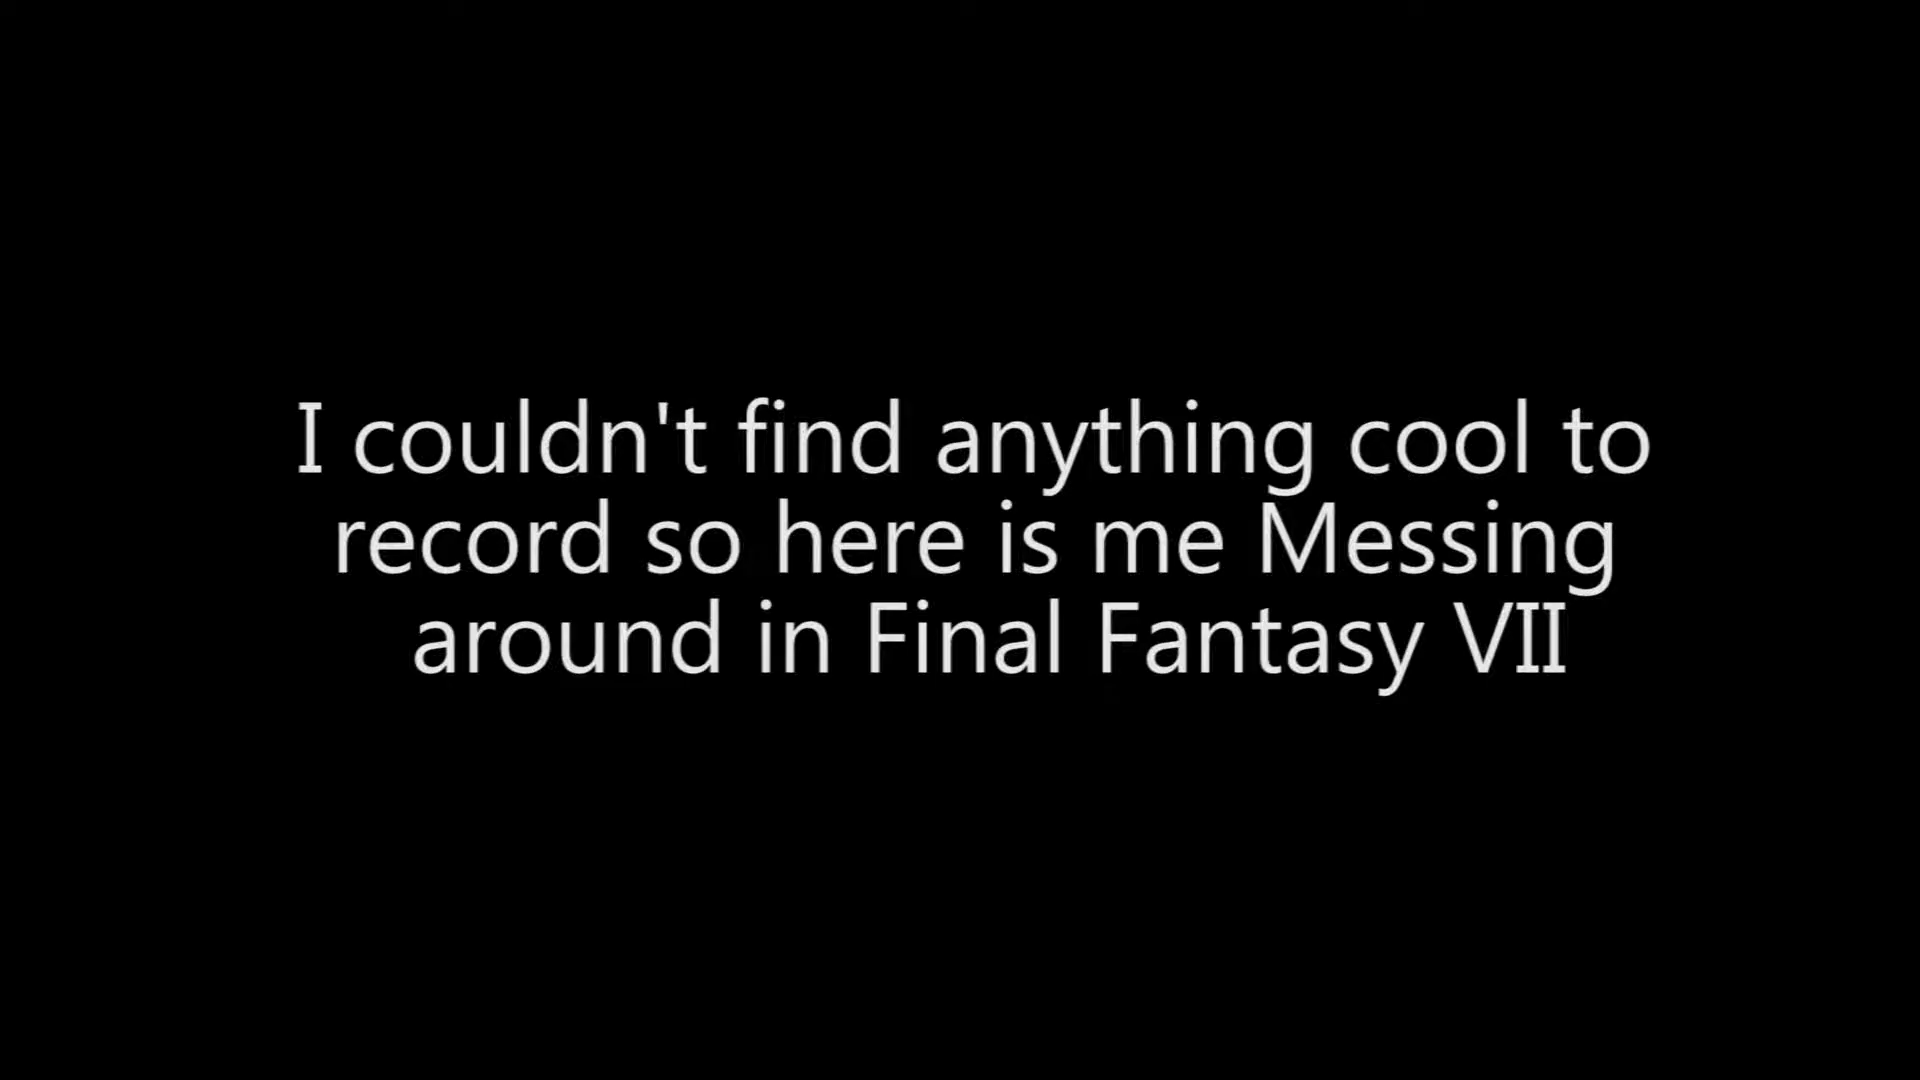 I couldn't find anything cool to
record so here is me Messing
around in Final Fantasy VII